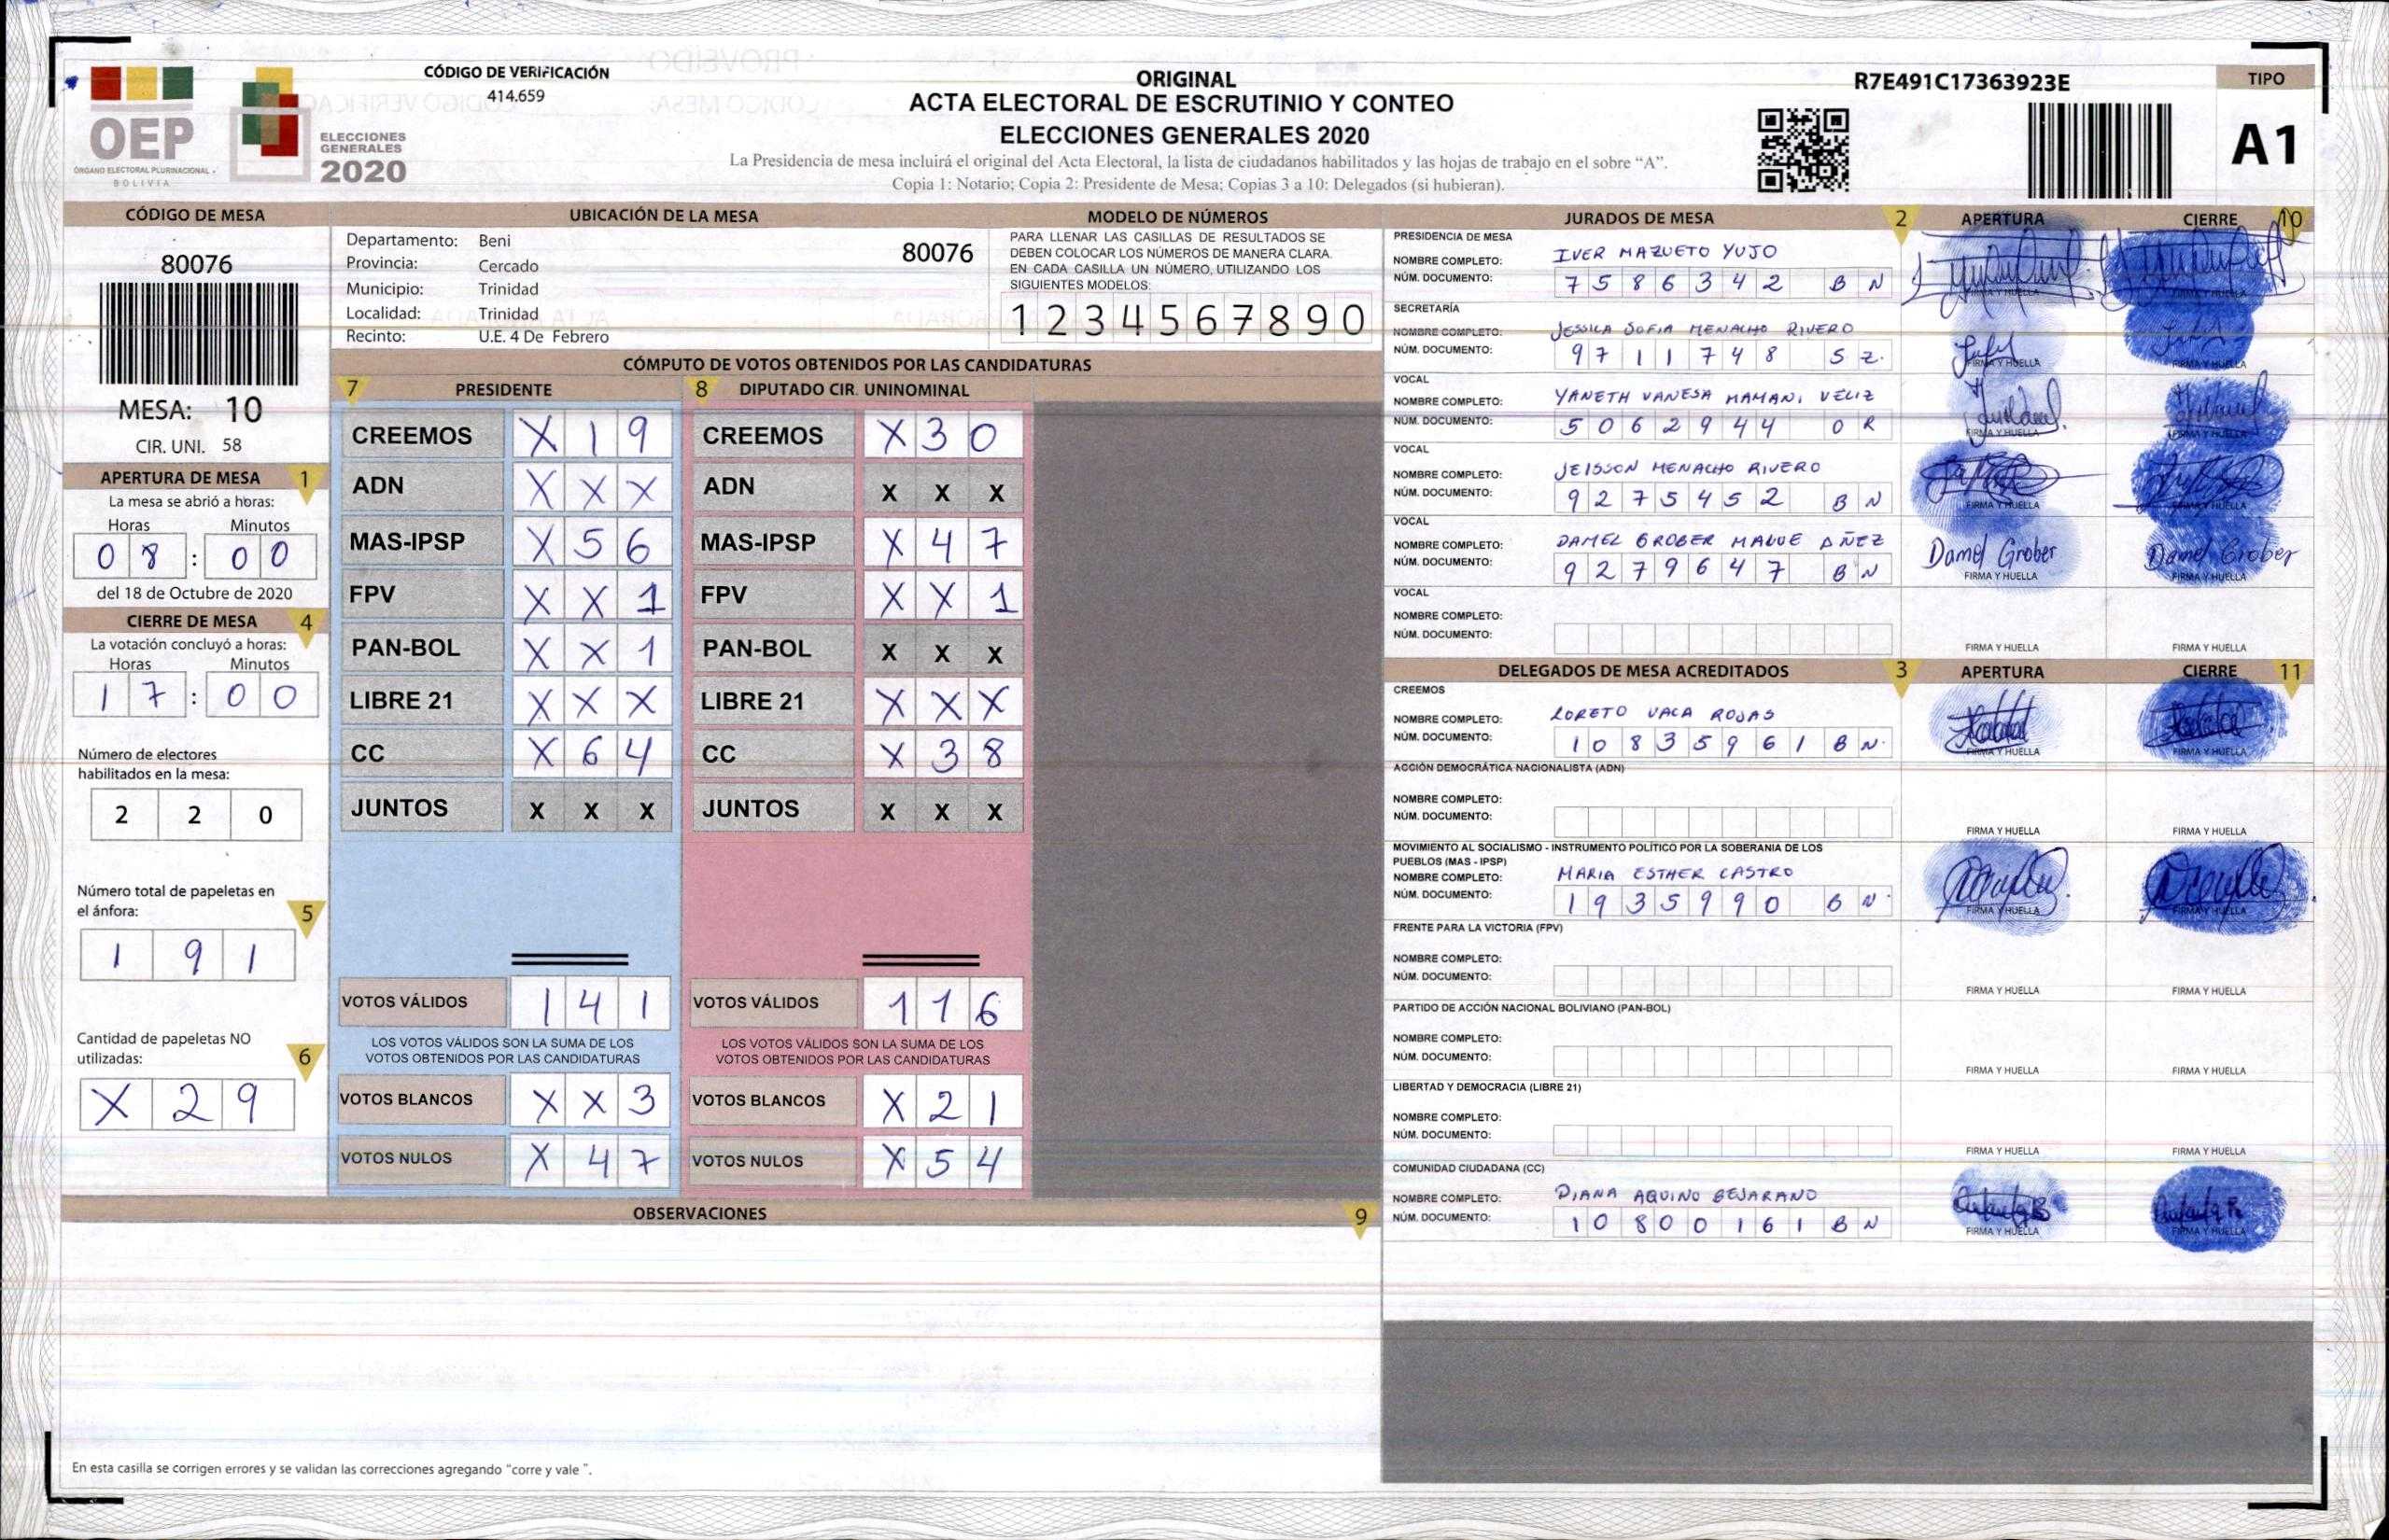 CÓDIGO DE VERIFICACIÓN
414.659
OEP
ÓRGANO ELECTORAL PLURINACIONAL
BOLIVIA
ELECCIONES
GENERALES
2020
ORIGINAL
ACTA ELECTORAL DE ESCRUTINIO Y CONTEO
ELECCIONES GENERALES 2020
La Presidencia de mesa incluirá el original del Acta Electoral, la lista de ciudadanos habilitados y las hojas de trabajo en el sobre “A”.
Copia 1: Notario; Copia 2: Presidente de Mesa; Copias 3 a 10: Delegados (si hubieran).
R7E491C17363923E
TIPO
A1
CÓDIGO DE MESA
80076
MESA: 10
CIR. UNI. 58
APERTURA DE MESA 1
La mesa se abrió a horas:
Horas Minutos
0 8 : 0 0
del 18 de Octubre de 2020
CIERRE DE MESA 4
La votación concluyó a horas:
Horas Minutos
1 7 : 0 0
Número de electores
habilitados en la mesa:
2 2 0
Número total de papeletas en
el ánfora: 5
1 9 1
Cantidad de papeletas NO
utilizadas: 6
X 2 9
UBICACIÓN DE LA MESA
Departamento: Beni
80076
Provincia: Cercado
Municipio: Trinidad
Localidad: Trinidad
Recinto: U.E. 4 De Febrero
MODELO DE NÚMEROS
PARA LLENAR LAS CASILLAS DE RESULTADOS SE
DEBEN COLOCAR LOS NÚMEROS DE MANERA CLARA.
EN CADA CASILLA UN NÚMERO, UTILIZANDO LOS
SIGUIENTES MODELOS:
1 2 3 4 5 6 7 8 9 0
CÓMPUTO DE VOTOS OBTENIDOS POR LAS CANDIDATURAS
7 PRESIDENTE
CREEMOS X 1 9
ADN X X X
MAS-IPSP X 5 6
FPV X X 1
PAN-BOL X X 1
LIBRE 21 X X X
CC X 6 4
JUNTOS X X X
VOTOS VÁLIDOS 1 4 1
LOS VOTOS VÁLIDOS SON LA SUMA DE LOS
VOTOS OBTENIDOS POR LAS CANDIDATURAS
VOTOS BLANCOS X X 3
VOTOS NULOS X 4 7
8 DIPUTADO CIR. UNINOMINAL
CREEMOS X 3 0
ADN X X X
MAS-IPSP X 4 7
FPV X X 1
PAN-BOL X X X
LIBRE 21 X X X
CC X 3 8
JUNTOS X X X
VOTOS VÁLIDOS 1 1 6
LOS VOTOS VÁLIDOS SON LA SUMA DE LOS
VOTOS OBTENIDOS POR LAS CANDIDATURAS
VOTOS BLANCOS X 2 1
VOTOS NULOS X 5 4
OBSERVACIONES 9
En esta casilla se corrigen errores y se validan las correcciones agregando “corre y vale ”.
JURADOS DE MESA 2 APERTURA CIERRE 10
PRESIDENCIA DE MESA
NOMBRE COMPLETO: IVER MAZUETO YUJO
NÚM. DOCUMENTO: 7 5 8 6 3 4 2 B N
FIRMA Y HUELLA FIRMA Y HUELLA
SECRETARÍA
NOMBRE COMPLETO: JESSICA SOFIA MENACHO RIVERO
NÚM. DOCUMENTO: 9 7 1 1 7 4 8 S Z.
FIRMA Y HUELLA FIRMA Y HUELLA
VOCAL
NOMBRE COMPLETO: YANETH VANESA MAMANI VELIZ
NÚM. DOCUMENTO: 5 0 6 2 9 4 4 O R
FIRMA Y HUELLA FIRMA Y HUELLA
VOCAL
NOMBRE COMPLETO: JEISSON MENACHO RIVERO
NÚM. DOCUMENTO: 9 2 7 5 4 5 2 B N
FIRMA Y HUELLA FIRMA Y HUELLA
VOCAL
NOMBRE COMPLETO: DANIEL GROBER MALUE AÑEZ
NÚM. DOCUMENTO: 9 2 7 9 6 4 7 B N
Daniel Grober Daniel Grober
FIRMA Y HUELLA FIRMA Y HUELLA
VOCAL
NOMBRE COMPLETO:
NÚM. DOCUMENTO:
FIRMA Y HUELLA FIRMA Y HUELLA
DELEGADOS DE MESA ACREDITADOS 3 APERTURA CIERRE 11
CREEMOS
NOMBRE COMPLETO: LORETO VACA ROJAS
NÚM. DOCUMENTO: 1 0 8 3 5 9 6 1 B N.
FIRMA Y HUELLA FIRMA Y HUELLA
ACCIÓN DEMOCRÁTICA NACIONALISTA (ADN)
NOMBRE COMPLETO:
NÚM. DOCUMENTO:
FIRMA Y HUELLA FIRMA Y HUELLA
MOVIMIENTO AL SOCIALISMO - INSTRUMENTO POLÍTICO POR LA SOBERANIA DE LOS
PUEBLOS (MAS - IPSP)
NOMBRE COMPLETO: MARIA ESTHER CASTRO
NÚM. DOCUMENTO: 1 9 3 5 9 9 0 B N.
FIRMA Y HUELLA FIRMA Y HUELLA
FRENTE PARA LA VICTORIA (FPV)
NOMBRE COMPLETO:
NÚM. DOCUMENTO:
FIRMA Y HUELLA FIRMA Y HUELLA
PARTIDO DE ACCIÓN NACIONAL BOLIVIANO (PAN-BOL)
NOMBRE COMPLETO:
NÚM. DOCUMENTO:
FIRMA Y HUELLA FIRMA Y HUELLA
LIBERTAD Y DEMOCRACIA (LIBRE 21)
NOMBRE COMPLETO:
NÚM. DOCUMENTO:
FIRMA Y HUELLA FIRMA Y HUELLA
COMUNIDAD CIUDADANA (CC)
NOMBRE COMPLETO: DIANA AQUINO BEJARANO
NÚM. DOCUMENTO: 1 0 8 0 0 1 6 1 B N
FIRMA Y HUELLA FIRMA Y HUELLA